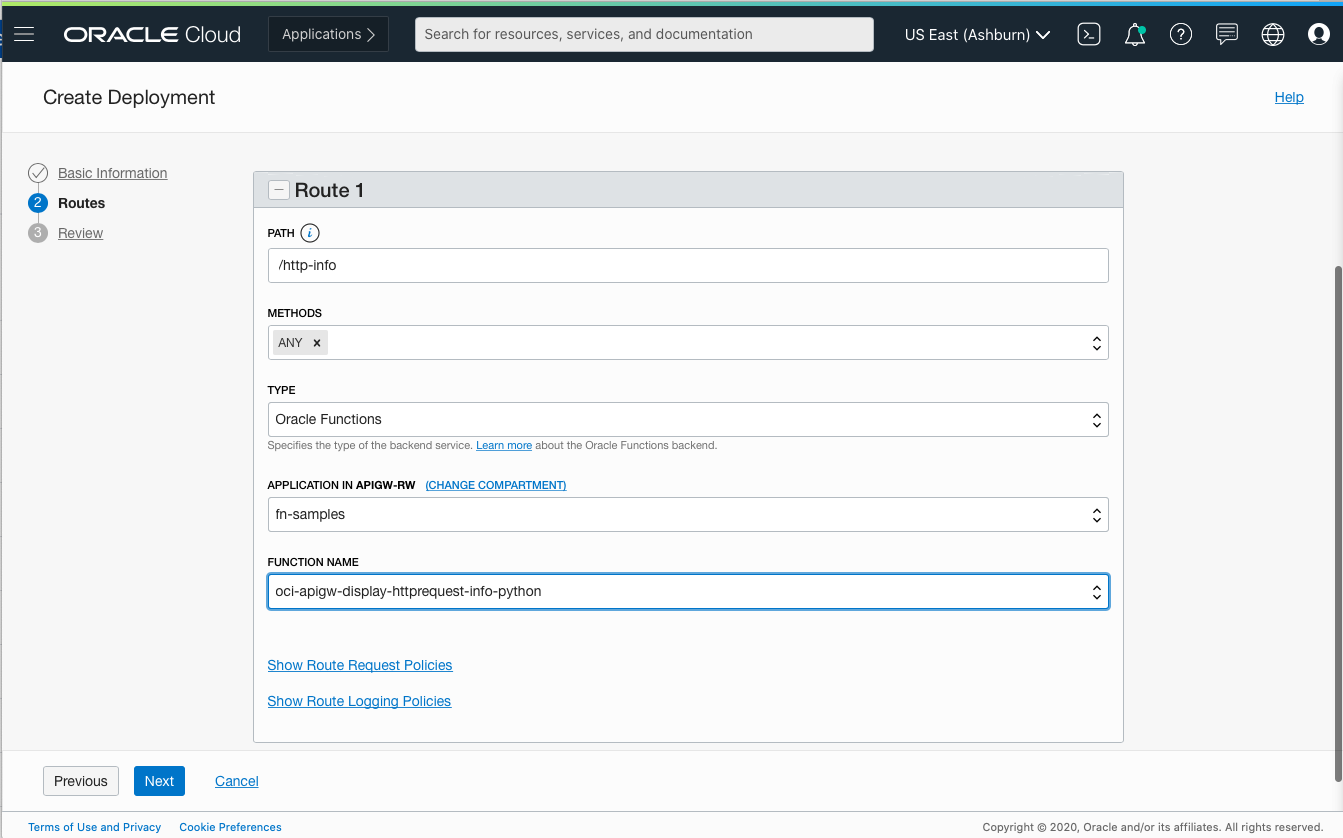 ORACLE Cloud
Applications
Search for resources, services, and documentation
US East (Ashburn)
Create Deployment
Help
Basic Information
2 Routes
3 Review
Route 1
PATH i
/http-info
METHODS
ANY ×
TYPE
Oracle Functions
Specifies the type of the backend service. Learn more about the Oracle Functions backend.
APPLICATION IN APIGW-RW (CHANGE COMPARTMENT)
fn-samples
FUNCTION NAME
oci-apigw-display-httprequest-info-python
Show Route Request Policies
Show Route Logging Policies
Previous Next Cancel
Terms of Use and Privacy Cookie Preferences
Copyright © 2020, Oracle and/or its affiliates. All rights reserved.